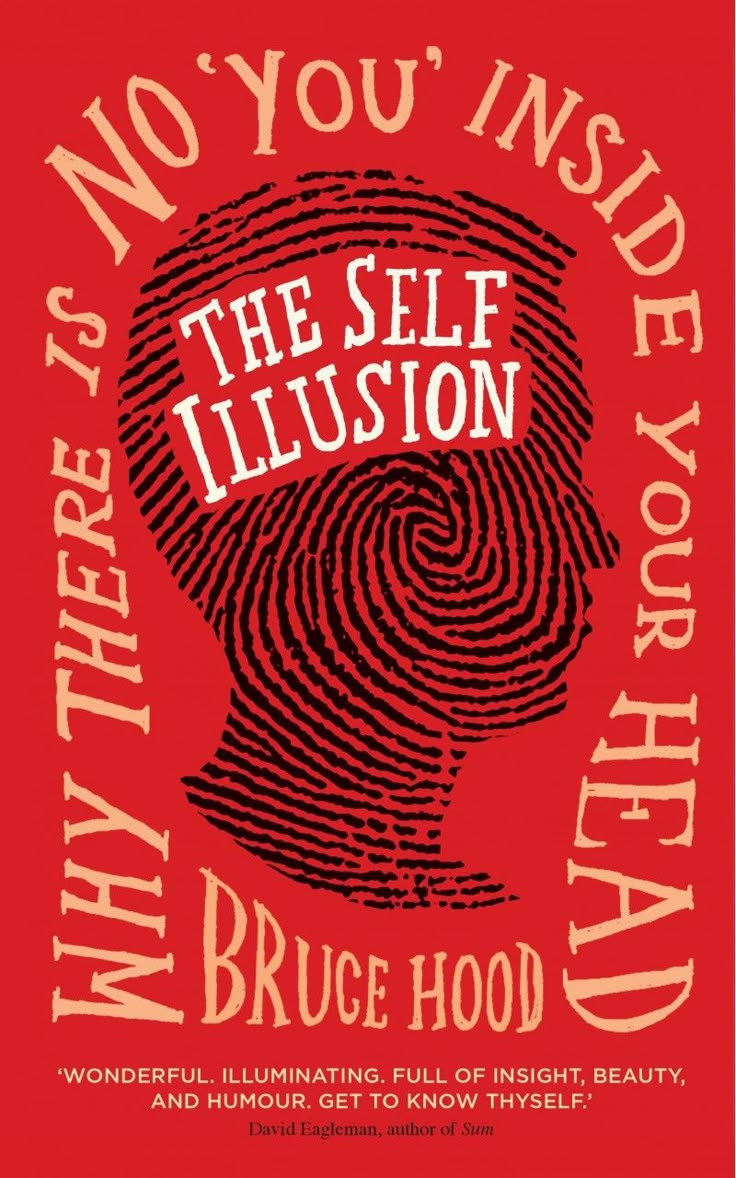 WHY THERE IS NO 'YOU' INSIDE YOUR HEAD
THE SELF
ILLUSION
BRUCE HOOD
'WONDERFUL. ILLUMINATING. FULL OF INSIGHT, BEAUTY,
AND HUMOUR. GET TO KNOW THYSELF.'
David Eagleman, author of Sum